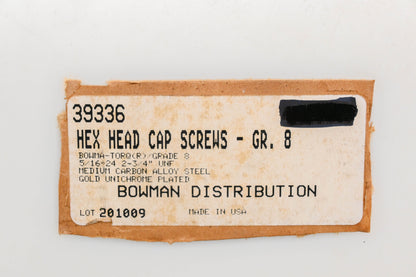 39336
HEX HEAD CAP SCREWS - GR. 8
BOWMA-TORQ(R)/GRADE 8
5/16-24 2-3/4" UNF
MEDIUM CARBON ALLOY STEEL
GOLD UNICHROME PLATED
BOWMAN DISTRIBUTION
LOT 201009 MADE IN USA